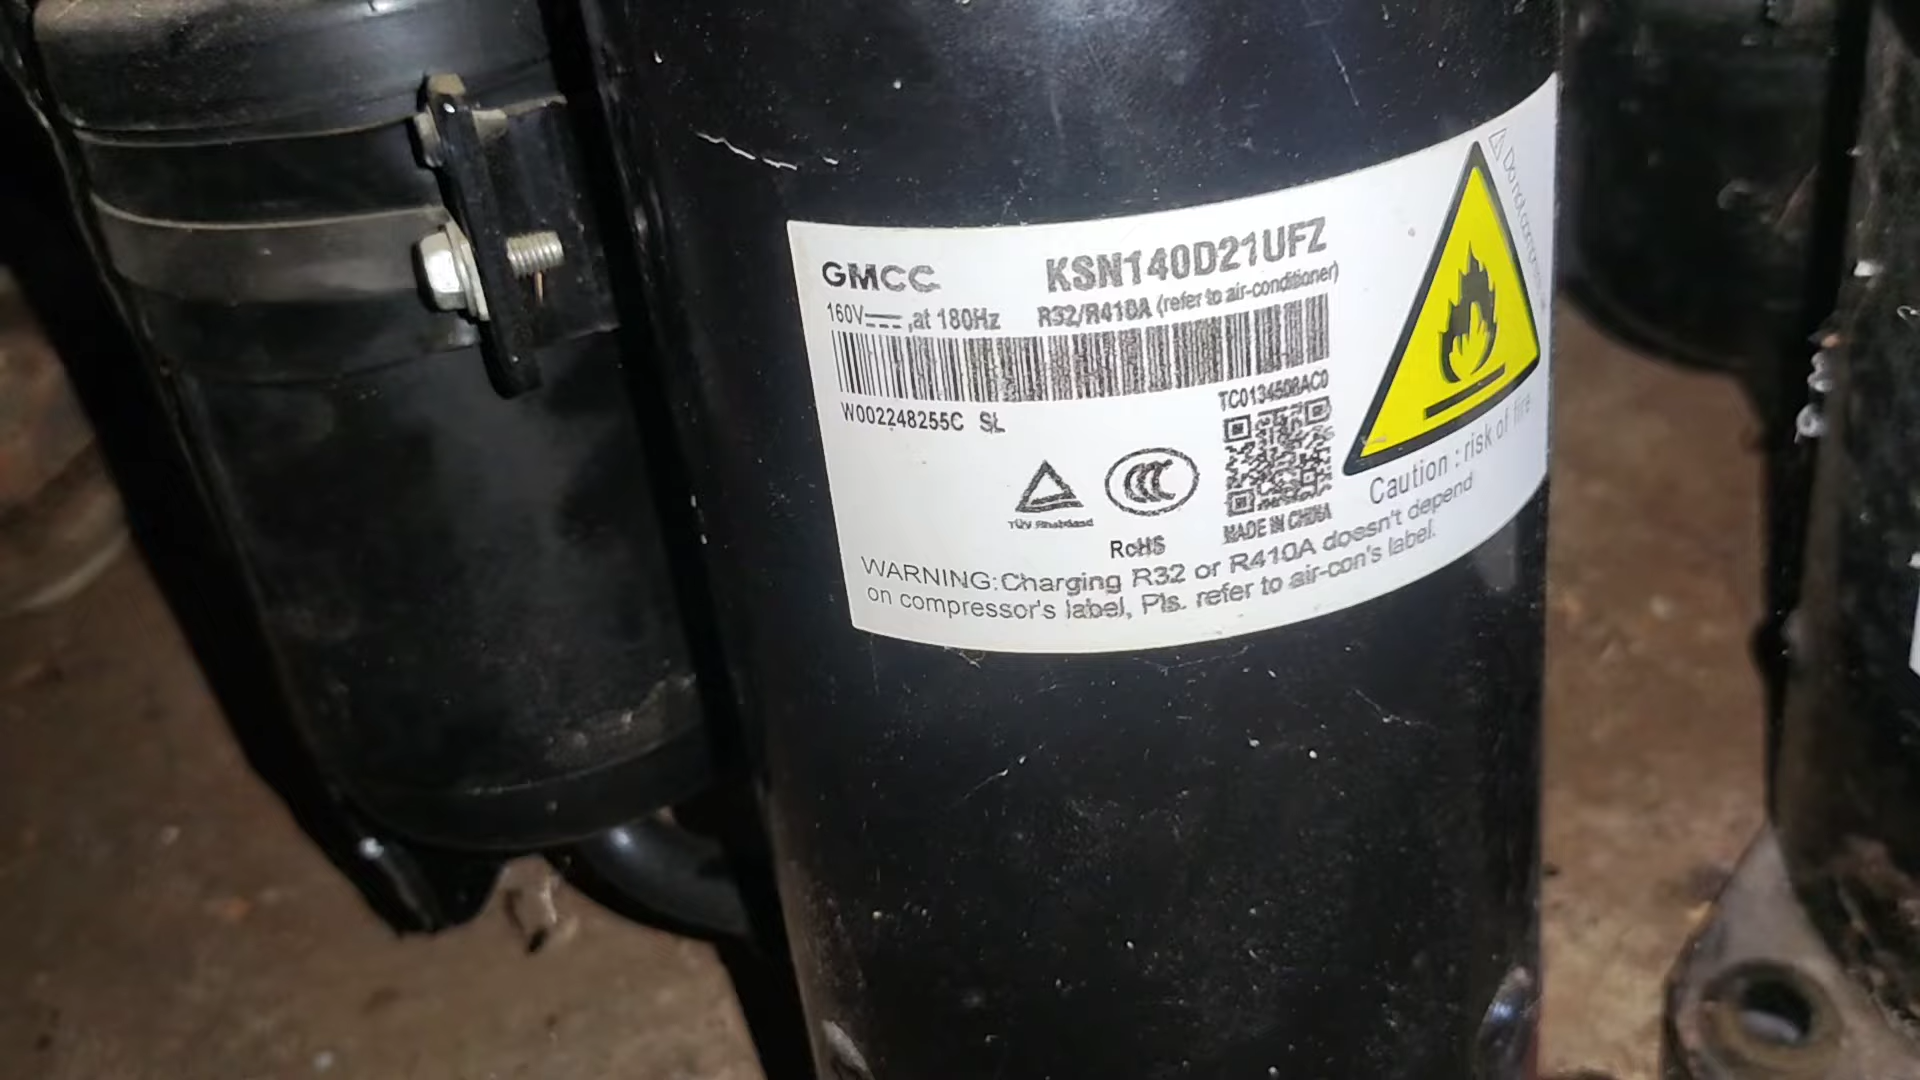 GMCC KSN140D21UFZ
160V, at 180Hz R32/R410A (refer to air-conditioner)
TC0134508AC0
W002248255C SL
TÜV Rheinland
RoHS
MADE IN CHINA
Caution : risk of fire
WARNING:Charging R32 or R410A doesn't depend
on compressor's label, Pls. refer to air-con's label.